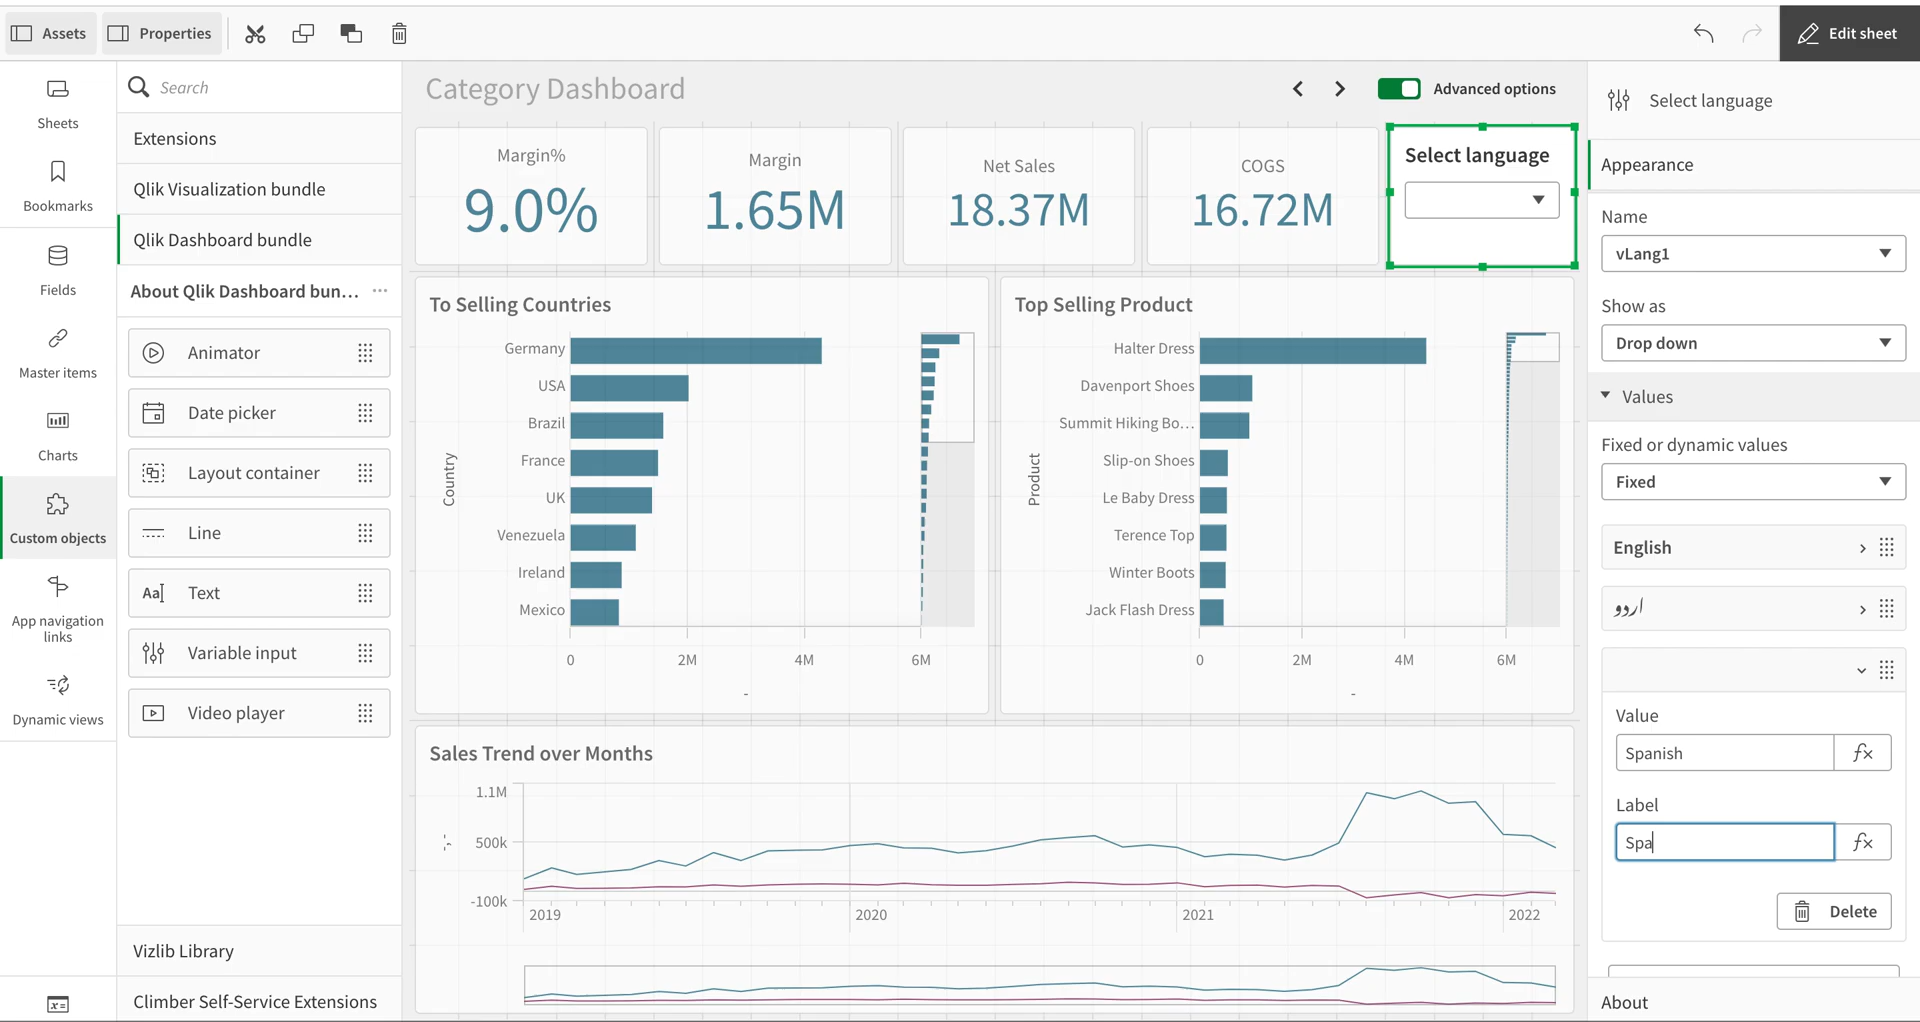 Assets
Properties
Edit sheet
Sheets
Bookmarks
Fields
Master items
Charts
Custom objects
App navigation
links
Dynamic views
Search
Extensions
Qlik Visualization bundle
Qlik Dashboard bundle
About Qlik Dashboard bun...
Animator
Date picker
Layout container
Line
Text
Variable input
Video player
Vizlib Library
Climber Self-Service Extensions
Category Dashboard
Advanced options
Margin%
9.0%
Margin
1.65M
Net Sales
18.37M
COGS
16.72M
Select language
To Selling Countries
Country
Germany
USA
Brazil
France
UK
Venezuela
Ireland
Mexico
0 2M 4M 6M
-
Top Selling Product
Product
Halter Dress
Davenport Shoes
Summit Hiking Bo...
Slip-on Shoes
Le Baby Dress
Terence Top
Winter Boots
Jack Flash Dress
0 2M 4M 6M
-
Sales Trend over Months
1.1M
500k
-100k
2019 2020 2021 2022
Select language
Appearance
Name
vLang1
Show as
Drop down
Values
Fixed or dynamic values
Fixed
English
اردو
Value
Spanish
fx
Label
Spa
fx
Delete
About